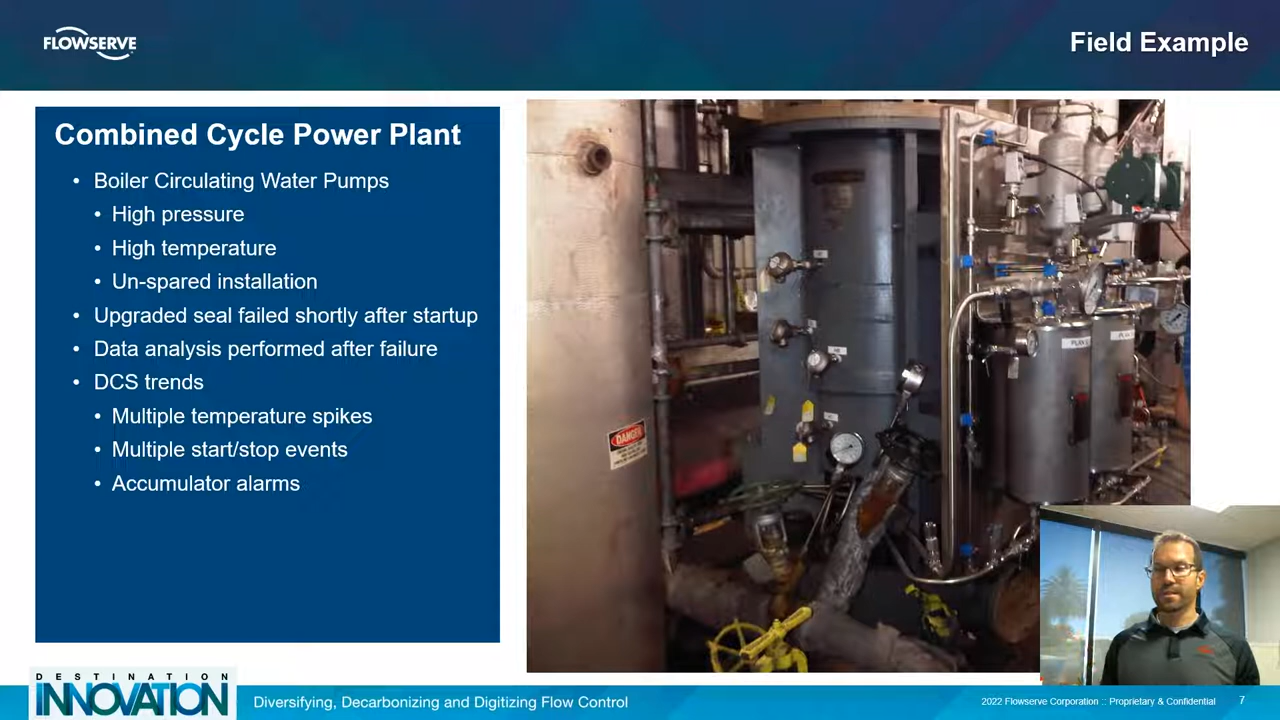 FLOWSERVE
Field Example
Combined Cycle Power Plant
• Boiler Circulating Water Pumps
• High pressure
• High temperature
• Un-spared installation
• Upgraded seal failed shortly after startup
• Data analysis performed after failure
• DCS trends
• Multiple temperature spikes
• Multiple start/stop events
• Accumulator alarms
DANGER
DESTINATION
INNOVATION
Diversifying, Decarbonizing and Digitizing Flow Control
2022 Flowserve Corporation :: Proprietary & Confidential
7